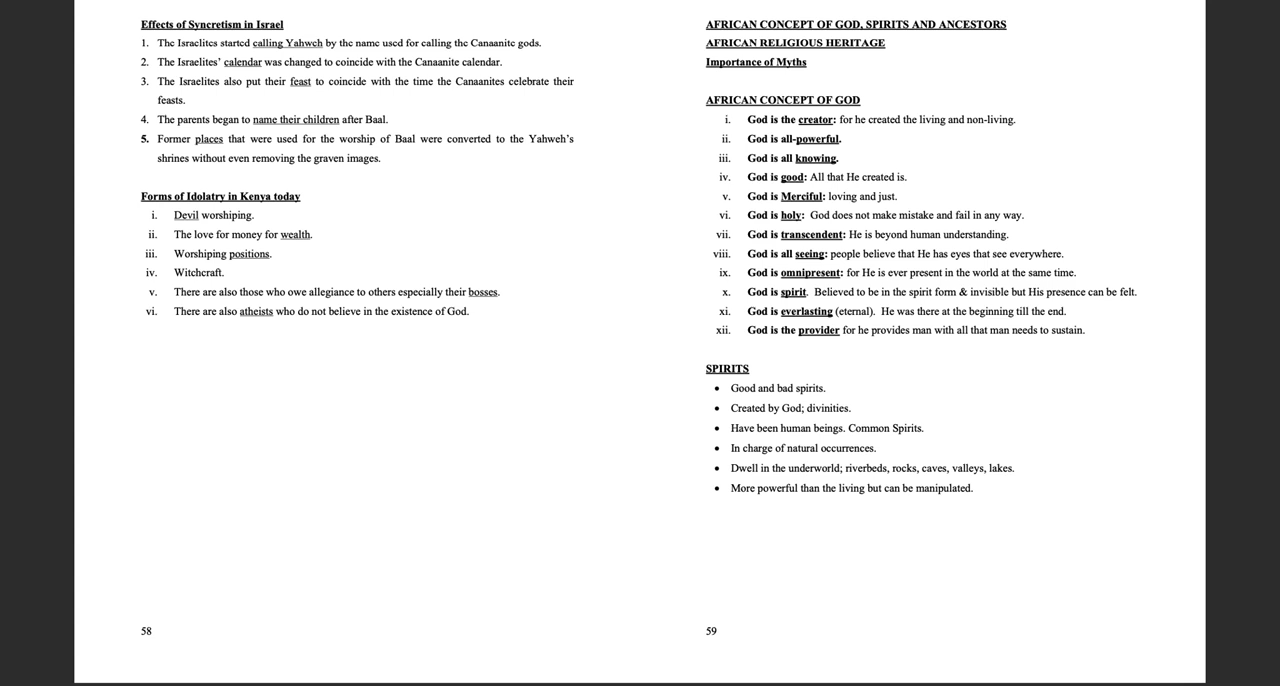 Effects of Syncretism in Israel
1. The Israelites started calling Yahweh by the name used for calling the Canaanite gods.
2. The Israelites' calendar was changed to coincide with the Canaanite calendar.
3. The Israelites also put their feast to coincide with the time the Canaanites celebrate their
feasts.
4. The parents began to name their children after Baal.
5. Former places that were used for the worship of Baal were converted to the Yahweh's
shrines without even removing the graven images.
Forms of Idolatry in Kenya today
i. Devil worshiping.
ii. The love for money for wealth.
iii. Worshiping positions.
iv. Witchcraft.
v. There are also those who owe allegiance to others especially their bosses.
vi. There are also atheists who do not believe in the existence of God.
58
AFRICAN CONCEPT OF GOD, SPIRITS AND ANCESTORS
AFRICAN RELIGIOUS HERITAGE
Importance of Myths
AFRICAN CONCEPT OF GOD
i. God is the creator: for he created the living and non-living.
ii. God is all-powerful.
iii. God is all knowing.
iv. God is good: All that He created is.
v. God is Merciful: loving and just.
vi. God is holy: God does not make mistake and fail in any way.
vii. God is transcendent: He is beyond human understanding.
viii. God is all seeing: people believe that He has eyes that see everywhere.
ix. God is omnipresent: for He is ever present in the world at the same time.
x. God is spirit. Believed to be in the spirit form & invisible but His presence can be felt.
xi. God is everlasting (eternal). He was there at the beginning till the end.
xii. God is the provider for he provides man with all that man needs to sustain.
SPIRITS
• Good and bad spirits.
• Created by God; divinities.
• Have been human beings. Common Spirits.
• In charge of natural occurrences.
• Dwell in the underworld; riverbeds, rocks, caves, valleys, lakes.
• More powerful than the living but can be manipulated.
59